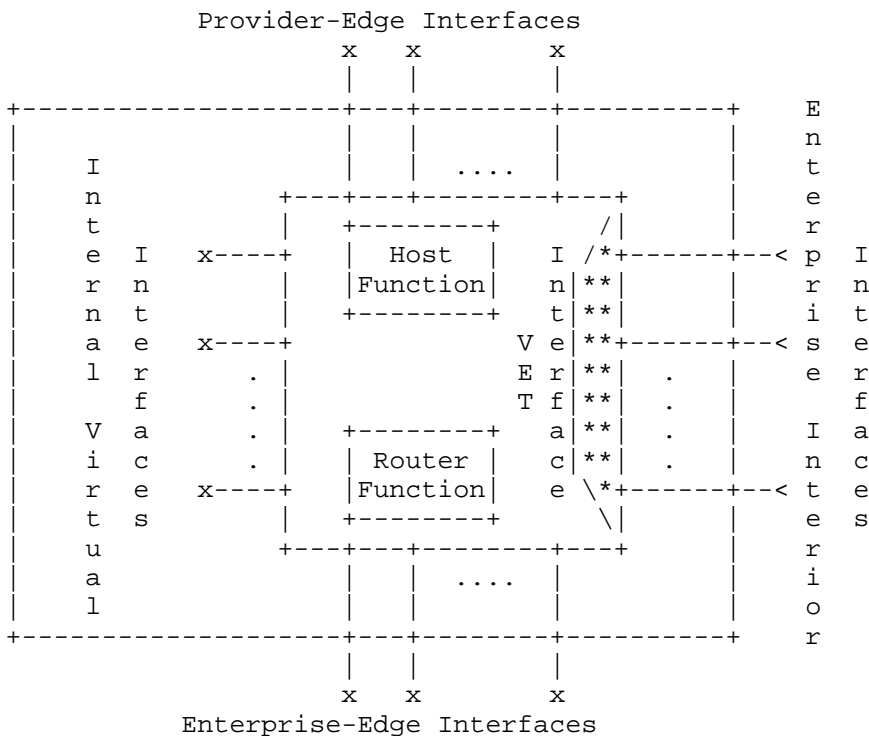 Provider-Edge Interfaces
x x x
....
Internal Virtual
Interfaces
x
x
x
Host
Function
Router
Function
VET
Interface
Enterprise Interior
Interfaces
....
x x x
Enterprise-Edge Interfaces